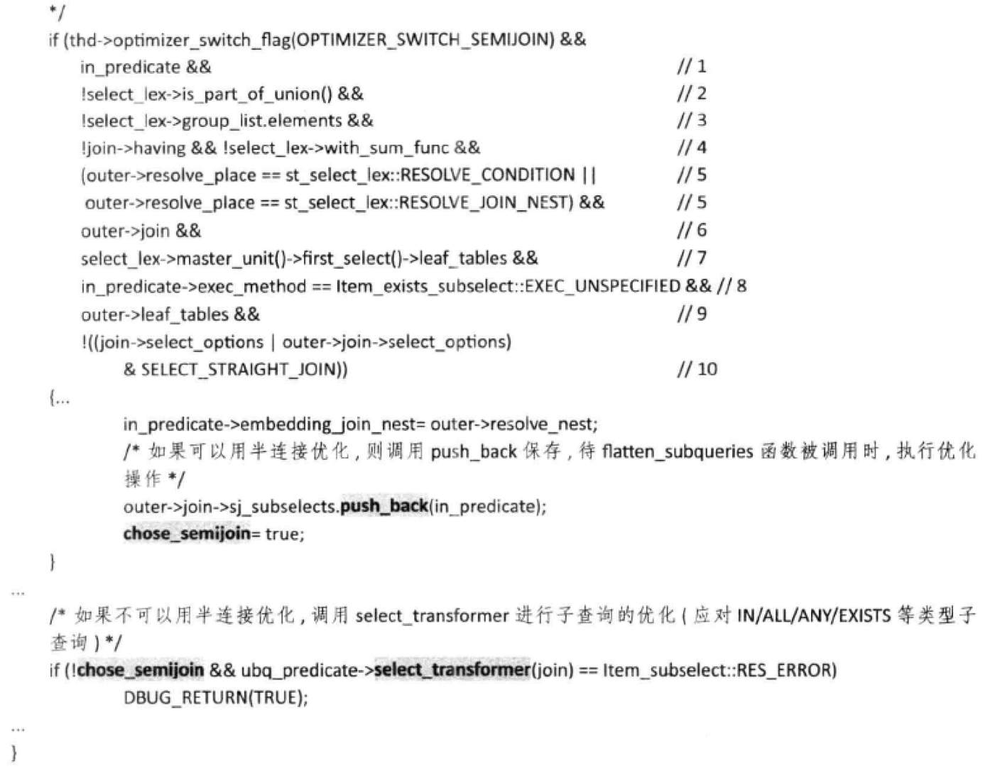 */
if (thd->optimizer_switch_flag(OPTIMIZER_SWITCH_SEMIJOIN) &&
in_predicate && // 1
!select_lex->is_part_of_union() && // 2
!select_lex->group_list.elements && // 3
!join->having && !select_lex->with_sum_func && // 4
(outer->resolve_place == st_select_lex::RESOLVE_CONDITION || // 5
outer->resolve_place == st_select_lex::RESOLVE_JOIN_NEST) && // 5
outer->join && // 6
select_lex->master_unit()->first_select()->leaf_tables && // 7
in_predicate->exec_method == Item_exists_subselect::EXEC_UNSPECIFIED && // 8
outer->leaf_tables && // 9
!((join->select_options | outer->join->select_options)
& SELECT_STRAIGHT_JOIN)) // 10
{...
in_predicate->embedding_join_nest= outer->resolve_nest;
/* 如果可以用半连接优化,则调用 push_back 保存,待 flatten_subqueries 函数被调用时,执行优化
操作 */
outer->join->sj_subselects.push_back(in_predicate);
chose_semijoin= true;
}
...
/* 如果不可以用半连接优化,调用 select_transformer 进行子查询的优化(应对 IN/ALL/ANY/EXISTS 等类型子
查询)*/
if (!chose_semijoin && ubq_predicate->select_transformer(join) == Item_subselect::RES_ERROR)
DBUG_RETURN(TRUE);
...
}